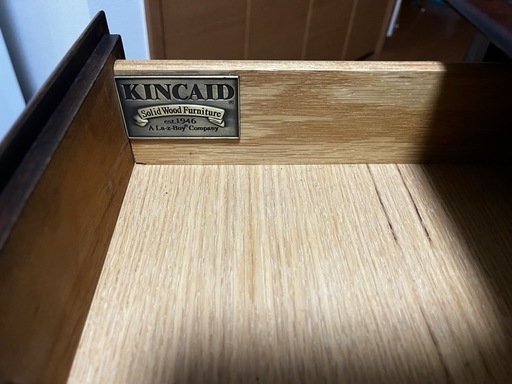 KINCAID®
Solid Wood Furniture
est. 1946
A La-z-Boy® Company